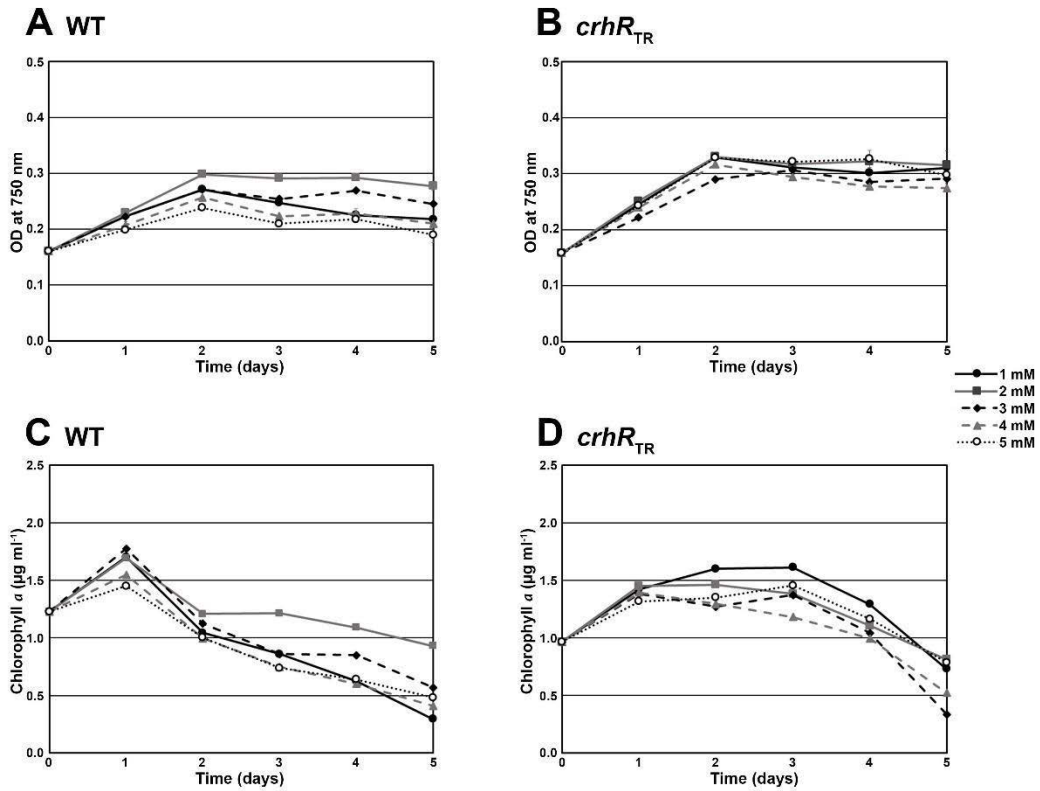 A WT
0.5
0.4
0.3
0.2
0.1
0.0
OD at 750 nm
0 1 2 3 4 5
Time (days)
B crhR_TR
0.5
0.4
0.3
0.2
0.1
0.0
OD at 750 nm
0 1 2 3 4 5
Time (days)
1 mM
2 mM
3 mM
4 mM
5 mM
C WT
2.5
2.0
1.5
1.0
0.5
0.0
Chlorophyll a (µg ml⁻¹)
0 1 2 3 4 5
Time (days)
D crhR_TR
2.5
2.0
1.5
1.0
0.5
0.0
Chlorophyll a (µg ml⁻¹)
0 1 2 3 4 5
Time (days)